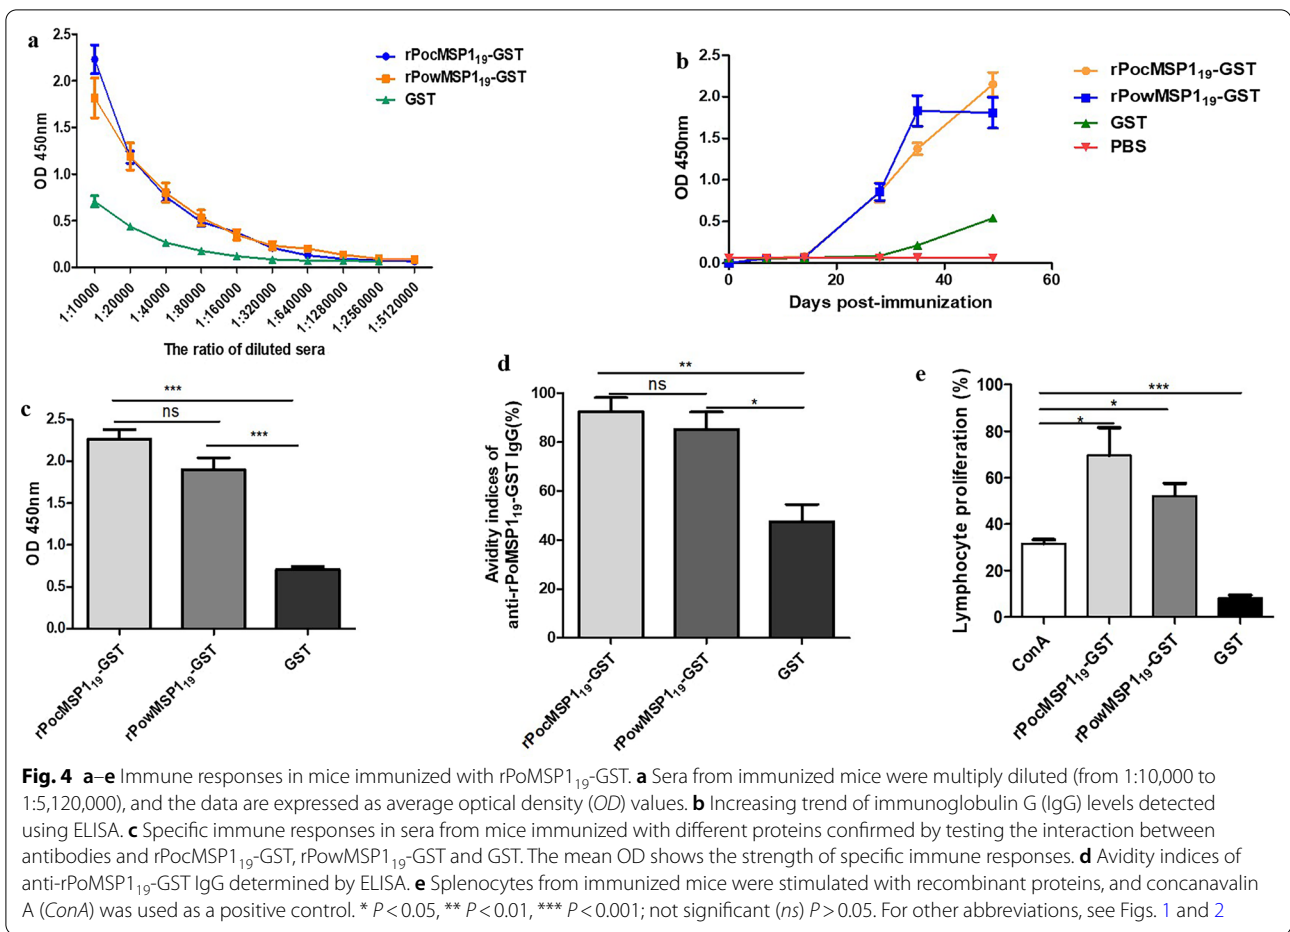 a
rPocMSP1₁₉-GST
rPowMSP1₁₉-GST
GST
OD 450nm
2.5
2.0
1.5
1.0
0.5
0.0
1:10000
1:20000
1:40000
1:80000
1:160000
1:320000
1:640000
1:1280000
1:2560000
1:5120000
The ratio of diluted sera
b
rPocMSP1₁₉-GST
rPowMSP1₁₉-GST
GST
PBS
OD 450nm
2.5
2.0
1.5
1.0
0.5
0.0
0 20 40 60
Days post-immunization
c
***
ns
***
OD 450nm
2.5
2.0
1.5
1.0
0.5
0.0
rPocMSP1₁₉-GST
rPowMSP1₁₉-GST
GST
d
**
ns
*
Avidity indices of
anti-rPoMSP1₁₉-GST IgG(%)
100
80
60
40
20
0
rPocMSP1₁₉-GST
rPowMSP1₁₉-GST
GST
e
***
*
*
Lymphocyte proliferation (%)
100
80
60
40
20
0
ConA
rPocMSP1₁₉-GST
rPowMSP1₁₉-GST
GST
Fig. 4 a–e Immune responses in mice immunized with rPoMSP1₁₉-GST. a Sera from immunized mice were multiply diluted (from 1:10,000 to
1:5,120,000), and the data are expressed as average optical density (OD) values. b Increasing trend of immunoglobulin G (IgG) levels detected
using ELISA. c Specific immune responses in sera from mice immunized with different proteins confirmed by testing the interaction between
antibodies and rPocMSP1₁₉-GST, rPowMSP1₁₉-GST and GST. The mean OD shows the strength of specific immune responses. d Avidity indices of
anti-rPoMSP1₁₉-GST IgG determined by ELISA. e Splenocytes from immunized mice were stimulated with recombinant proteins, and concanavalin
A (ConA) was used as a positive control. * P < 0.05, ** P < 0.01, *** P < 0.001; not significant (ns) P > 0.05. For other abbreviations, see Figs. 1 and 2